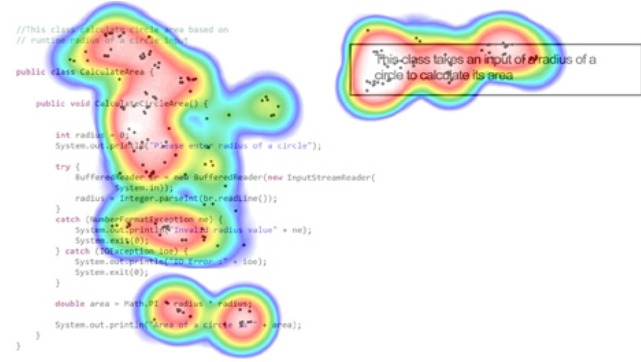 //This class calculate circle area based on
// runtime radius of a circle input
public class CalculateArea {
public void CalculateCircleArea() {
int radius = 0;
System.out.println("Please enter radius of a circle");
try {
BufferedReader br = new BufferedReader(new InputStreamReader(
System.in));
radius = Integer.parseInt(br.readLine());
}
catch (NumberFormatException ne) {
System.out.println("Invalid radius value" + ne);
System.exit(0);
} catch (IOException ioe) {
System.out.println("IO Error :" + ioe);
System.exit(0);
}
double area = Math.PI * radius * radius;
System.out.println("Area of a circle is " + area);
}
}
This class takes an input of a radius of a
circle to calculate its area